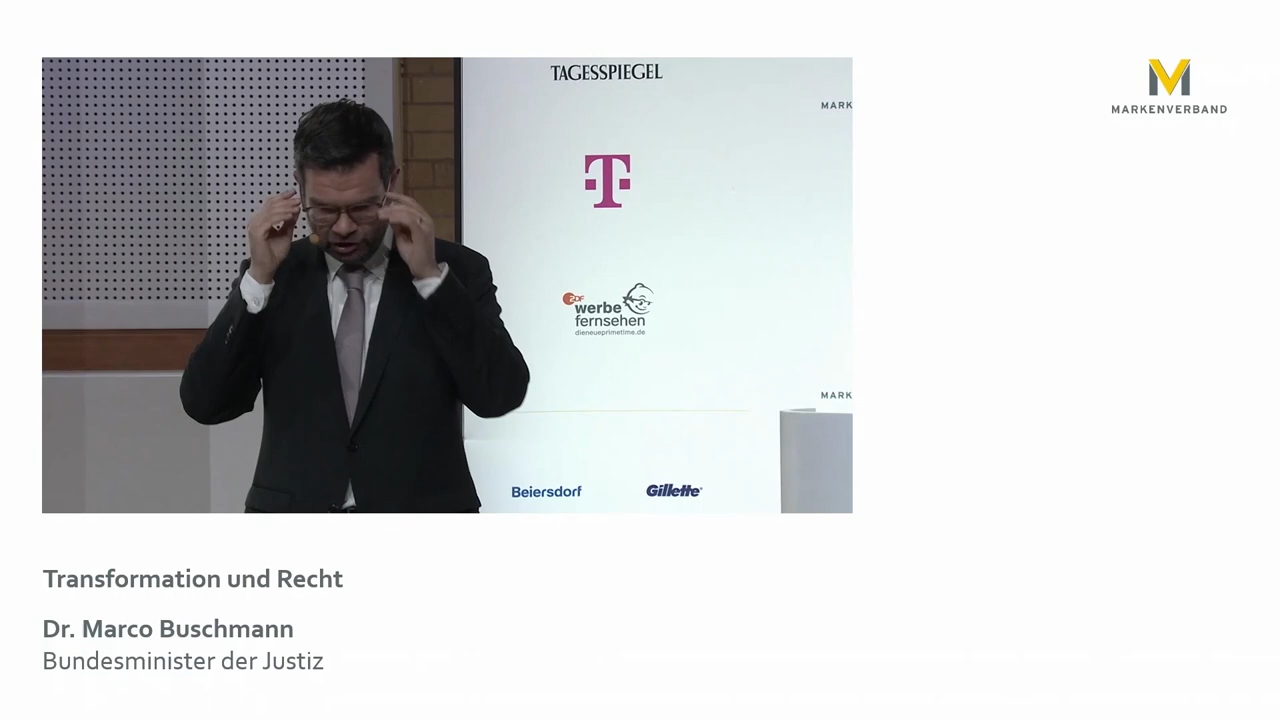 TAGESSPIEGEL
MARK
MARKENVERBAND
T
ZDF
werbe
fernsehen
dieneueprimetime.de
MARK
Beiersdorf
Gillette
Transformation und Recht
Dr. Marco Buschmann
Bundesminister der Justiz